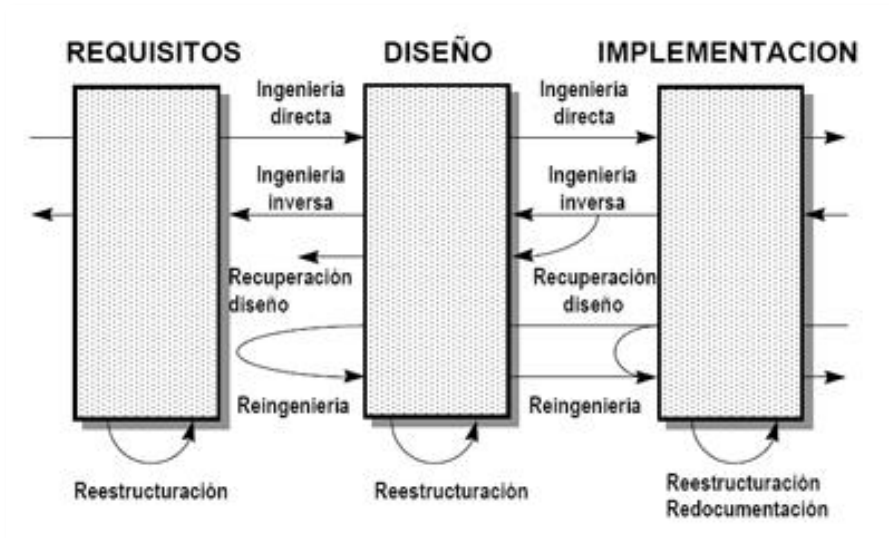 REQUISITOS
DISEÑO
IMPLEMENTACION
Ingenieria
directa
Ingenieria
directa
Ingenieria
inversa
Ingenieria
inversa
Recuperación
diseño
Recuperación
diseño
Reingenieria
Reingenieria
Reestructuración
Reestructuración
Reestructuración
Redocumentación